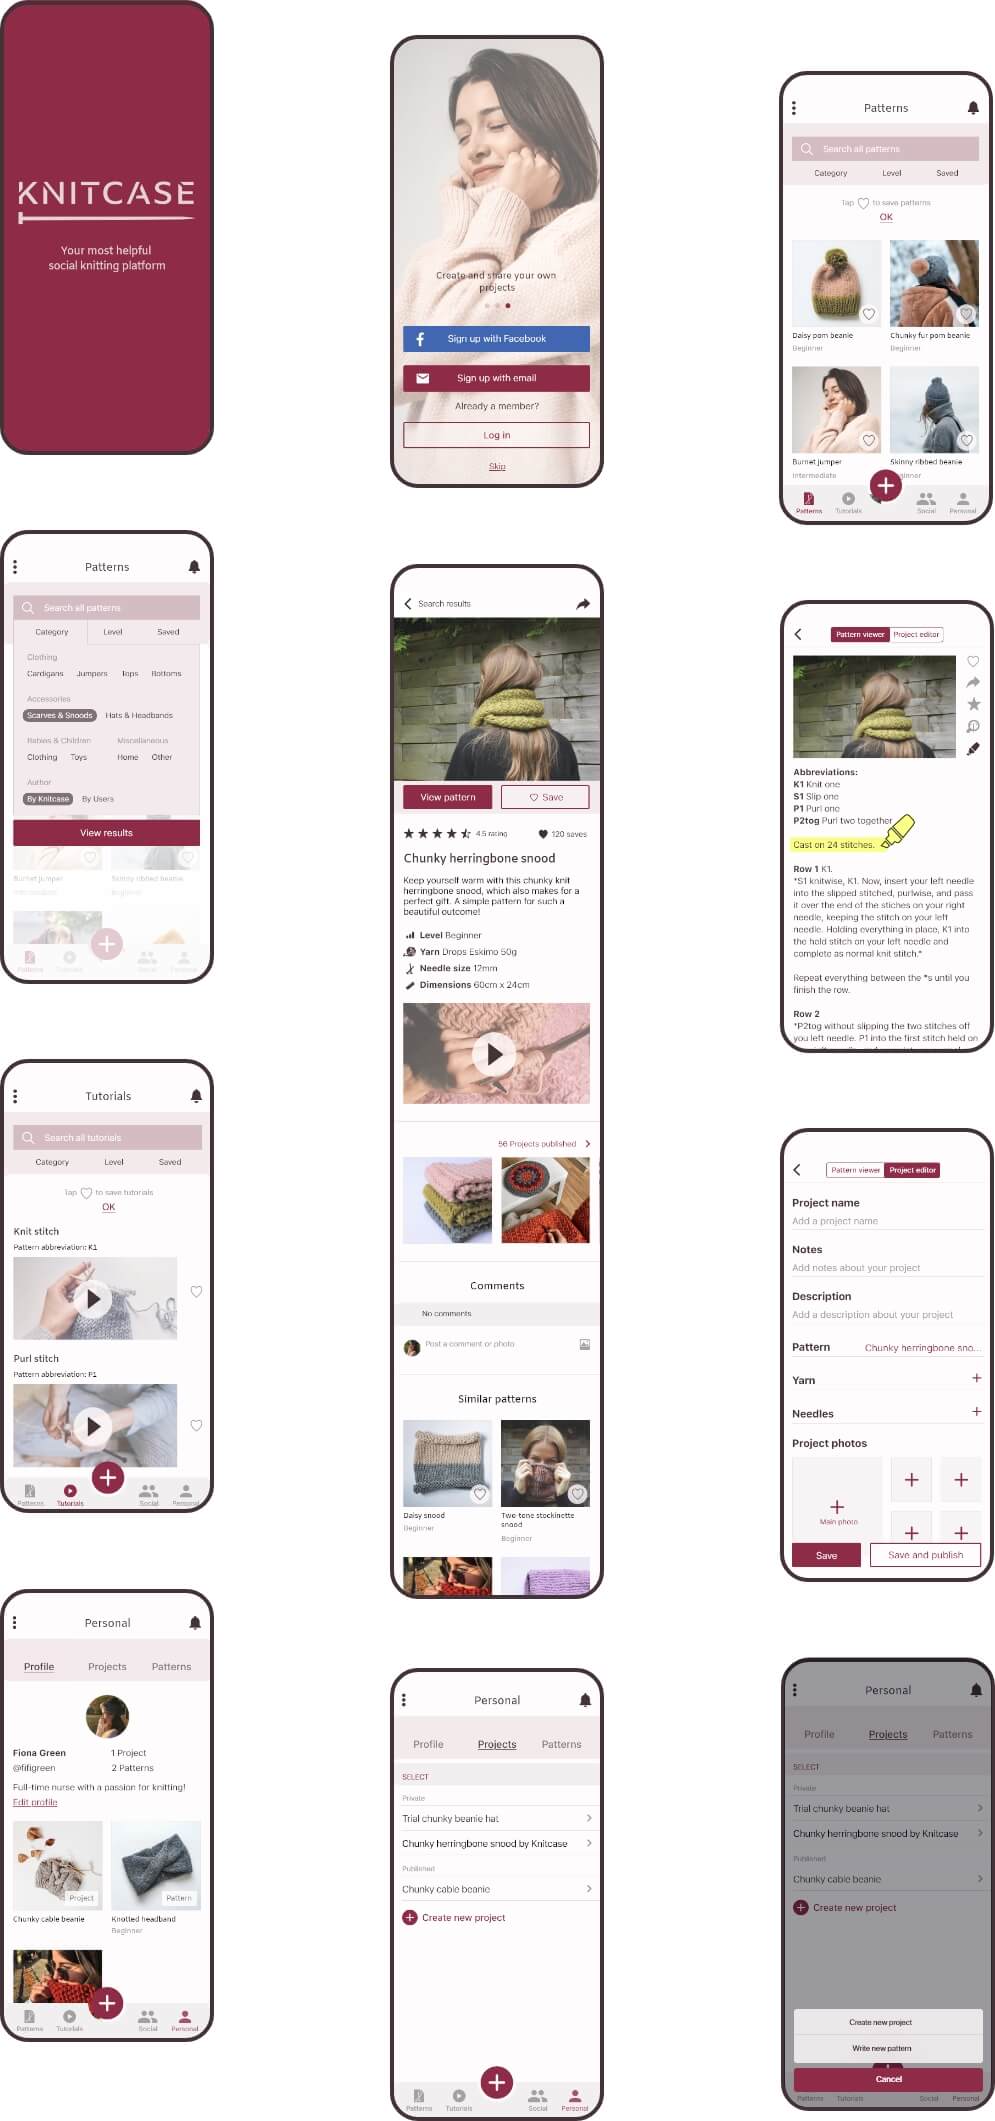 KNITCASE
Your most helpful
social knitting platform
Create and share your own
projects
Sign up with Facebook
Sign up with email
Already a member?
Log in
Skip
Patterns
Search all patterns
Category Level Saved
Tap to save patterns
OK
Daisy pom beanie
Beginner
Chunky fur pom beanie
Beginner
Burnet jumper
Intermediate
Skinny ribbed beanie
Patterns Tutorials Social Personal
Patterns
Search all patterns
Category Level Saved
Clothing
Cardigans Jumpers Tops Bottoms
Accessories
Scarves & Snoods Hats & Headbands
Babies & Children Miscellaneous
Clothing Toys Home Other
Author
By Knitcase By Users
View results
Burnet jumper Skinny ribbed beanie
Intermediate Beginner
Patterns Tutorials Social Personal
Search results
View pattern Save
4.5 rating 120 saves
Chunky herringbone snood
Keep yourself warm with this chunky knit
herringbone snood, which also makes for a
perfect gift. A simple pattern for such a
beautiful outcome!
Level Beginner
Yarn Drops Eskimo 50g
Needle size 12mm
Dimensions 60cm x 24cm
56 Projects published
Comments
No comments
Post a comment or photo
Similar patterns
Daisy snood
Beginner
Two-tone stockinette
snood
Beginner
Pattern viewer Project editor
Abbreviations:
K1 Knit one
S1 Slip one
P1 Purl one
P2tog Purl two together
Cast on 24 stitches.
Row 1 K1.
*S1 knitwise, K1. Now, insert your left needle
into the slipped stitched, purlwise, and pass
it over the end of the stiches on your right
needle, keeping the stitch on your left
needle. Holding everything in place, K1 into
the hold stitch on your left needle and
complete as normal knit stitch.*
Repeat everything between the *s until you
finish the row.
Row 2
*P2tog without slipping the two stitches off
you left needle. P1 into the first stitch held on
Tutorials
Search all tutorials
Category Level Saved
Tap to save tutorials
OK
Knit stitch
Pattern abbreviation: K1
Purl stitch
Pattern abbreviation: P1
Patterns Tutorials Social Personal
Pattern viewer Project editor
Project name
Add a project name
Notes
Add notes about your project
Description
Add a description about your project
Pattern Chunky herringbone sno...
Yarn
Needles
Project photos
Main photo
Save Save and publish
Personal
Profile Projects Patterns
Fiona Green 1 Project
@fifigreen 2 Patterns
Full-time nurse with a passion for knitting!
Edit profile
Project
Pattern
Chunky cable beanie
Knotted headband
Beginner
Patterns Tutorials Social Personal
Personal
Profile Projects Patterns
SELECT
Private
Trial chunky beanie hat
Chunky herringbone snood by Knitcase
Published
Chunky cable beanie
Create new project
Patterns Tutorials Social Personal
Personal
Profile Projects Patterns
SELECT
Private
Trial chunky beanie hat
Chunky herringbone snood by Knitcase
Published
Chunky cable beanie
Create new project
Create new project
Write new pattern
Cancel
Patterns Tutorials Social Personal